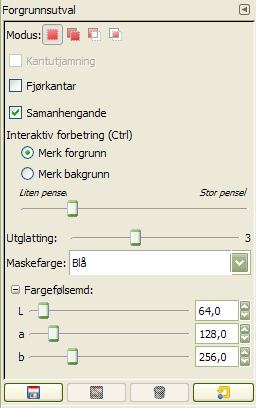 Forgrunnsutval
Modus:
Kantutjamning
Fjørkantar
Samanhengande
Interaktiv forbetring (Ctrl)
Merk forgrunn
Merk bakgrunn
Liten pensel Stor pensel
Utglatting: 3
Maskefarge: Blå
Fargefølsemd:
L 64,0
a 128,0
b 256,0